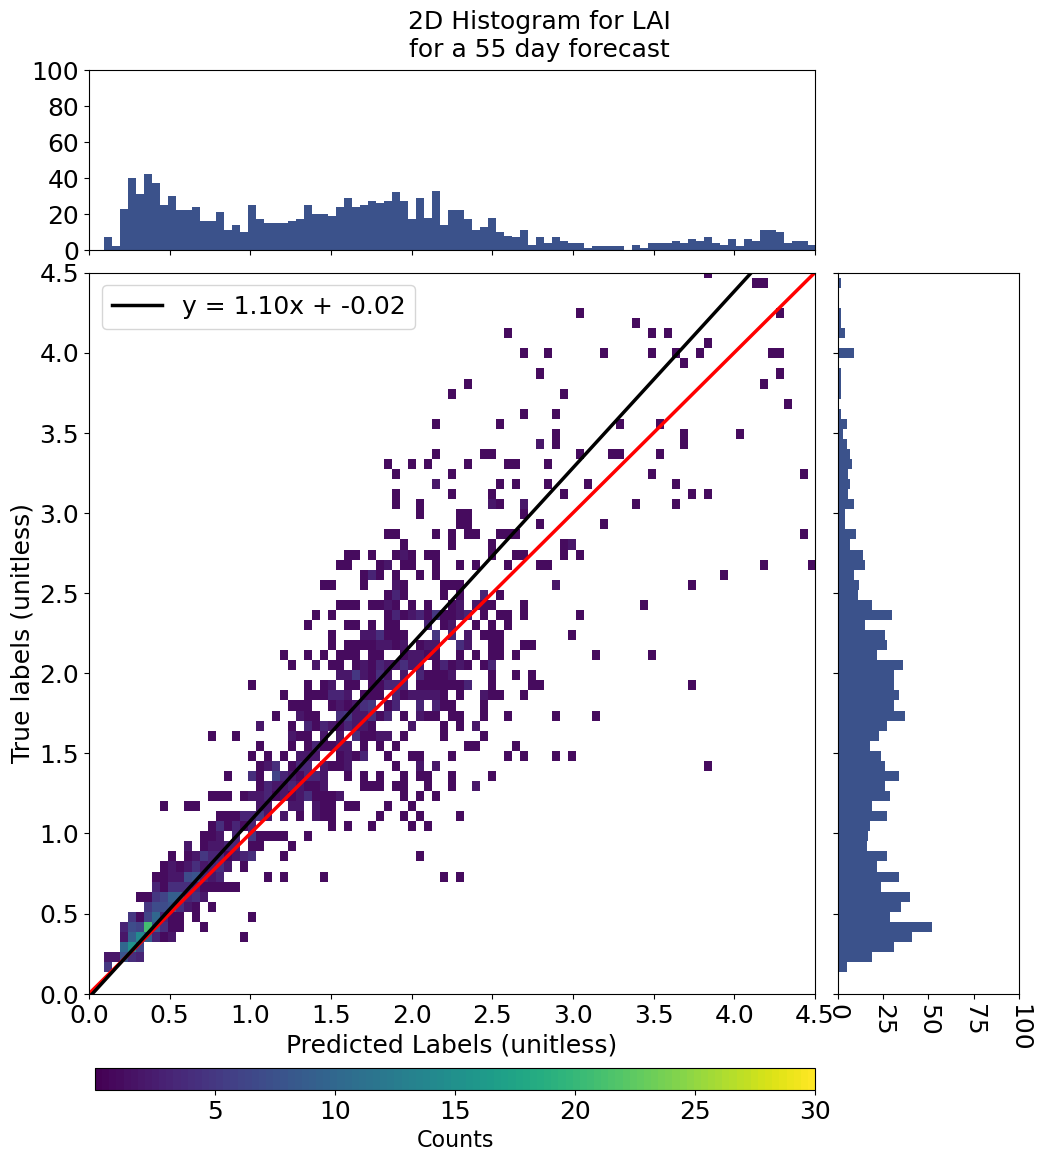 2D Histogram for LAI
for a 55 day forecast
100
80
60
40
20
0
4.5
4.0
3.5
3.0
2.5
2.0
1.5
1.0
0.5
0.0
True labels (unitless)
y = 1.10x + -0.02
0.0 0.5 1.0 1.5 2.0 2.5 3.0 3.5 4.0 4.5
Predicted Labels (unitless)
0 25 50 75 100
5 10 15 20 25 30
Counts